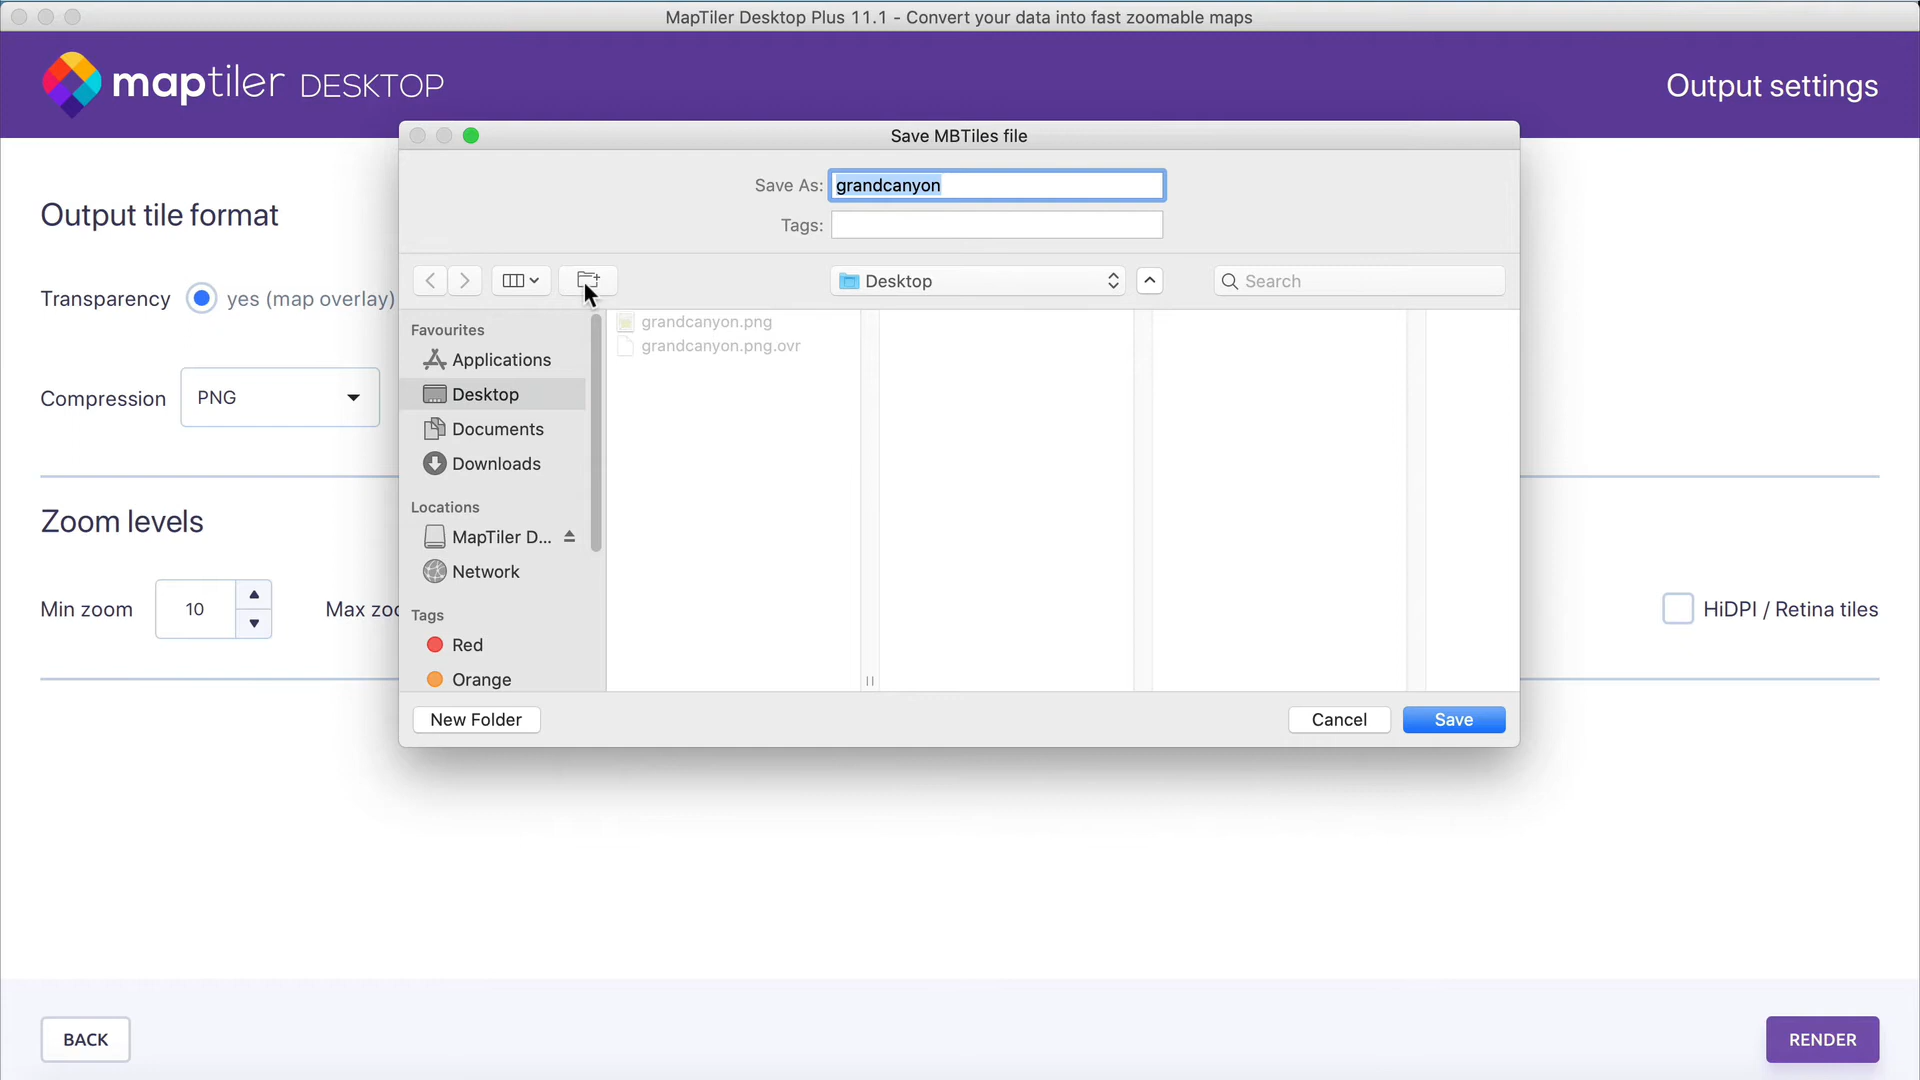 MapTiler Desktop Plus 11.1 - Convert your data into fast zoomable maps
maptiler DESKTOP
Output settings
Save MBTiles file
Save As: grandcanyon
Tags:
Desktop
Search
Favourites
Applications
Desktop
Documents
Downloads
Locations
MapTiler D...
Network
Tags
Red
Orange
grandcanyon.png
grandcanyon.png.ovr
New Folder
Cancel
Save
Output tile format
Transparency yes (map overlay)
Compression PNG
Zoom levels
Min zoom 10 Max zo
HiDPI / Retina tiles
BACK
RENDER